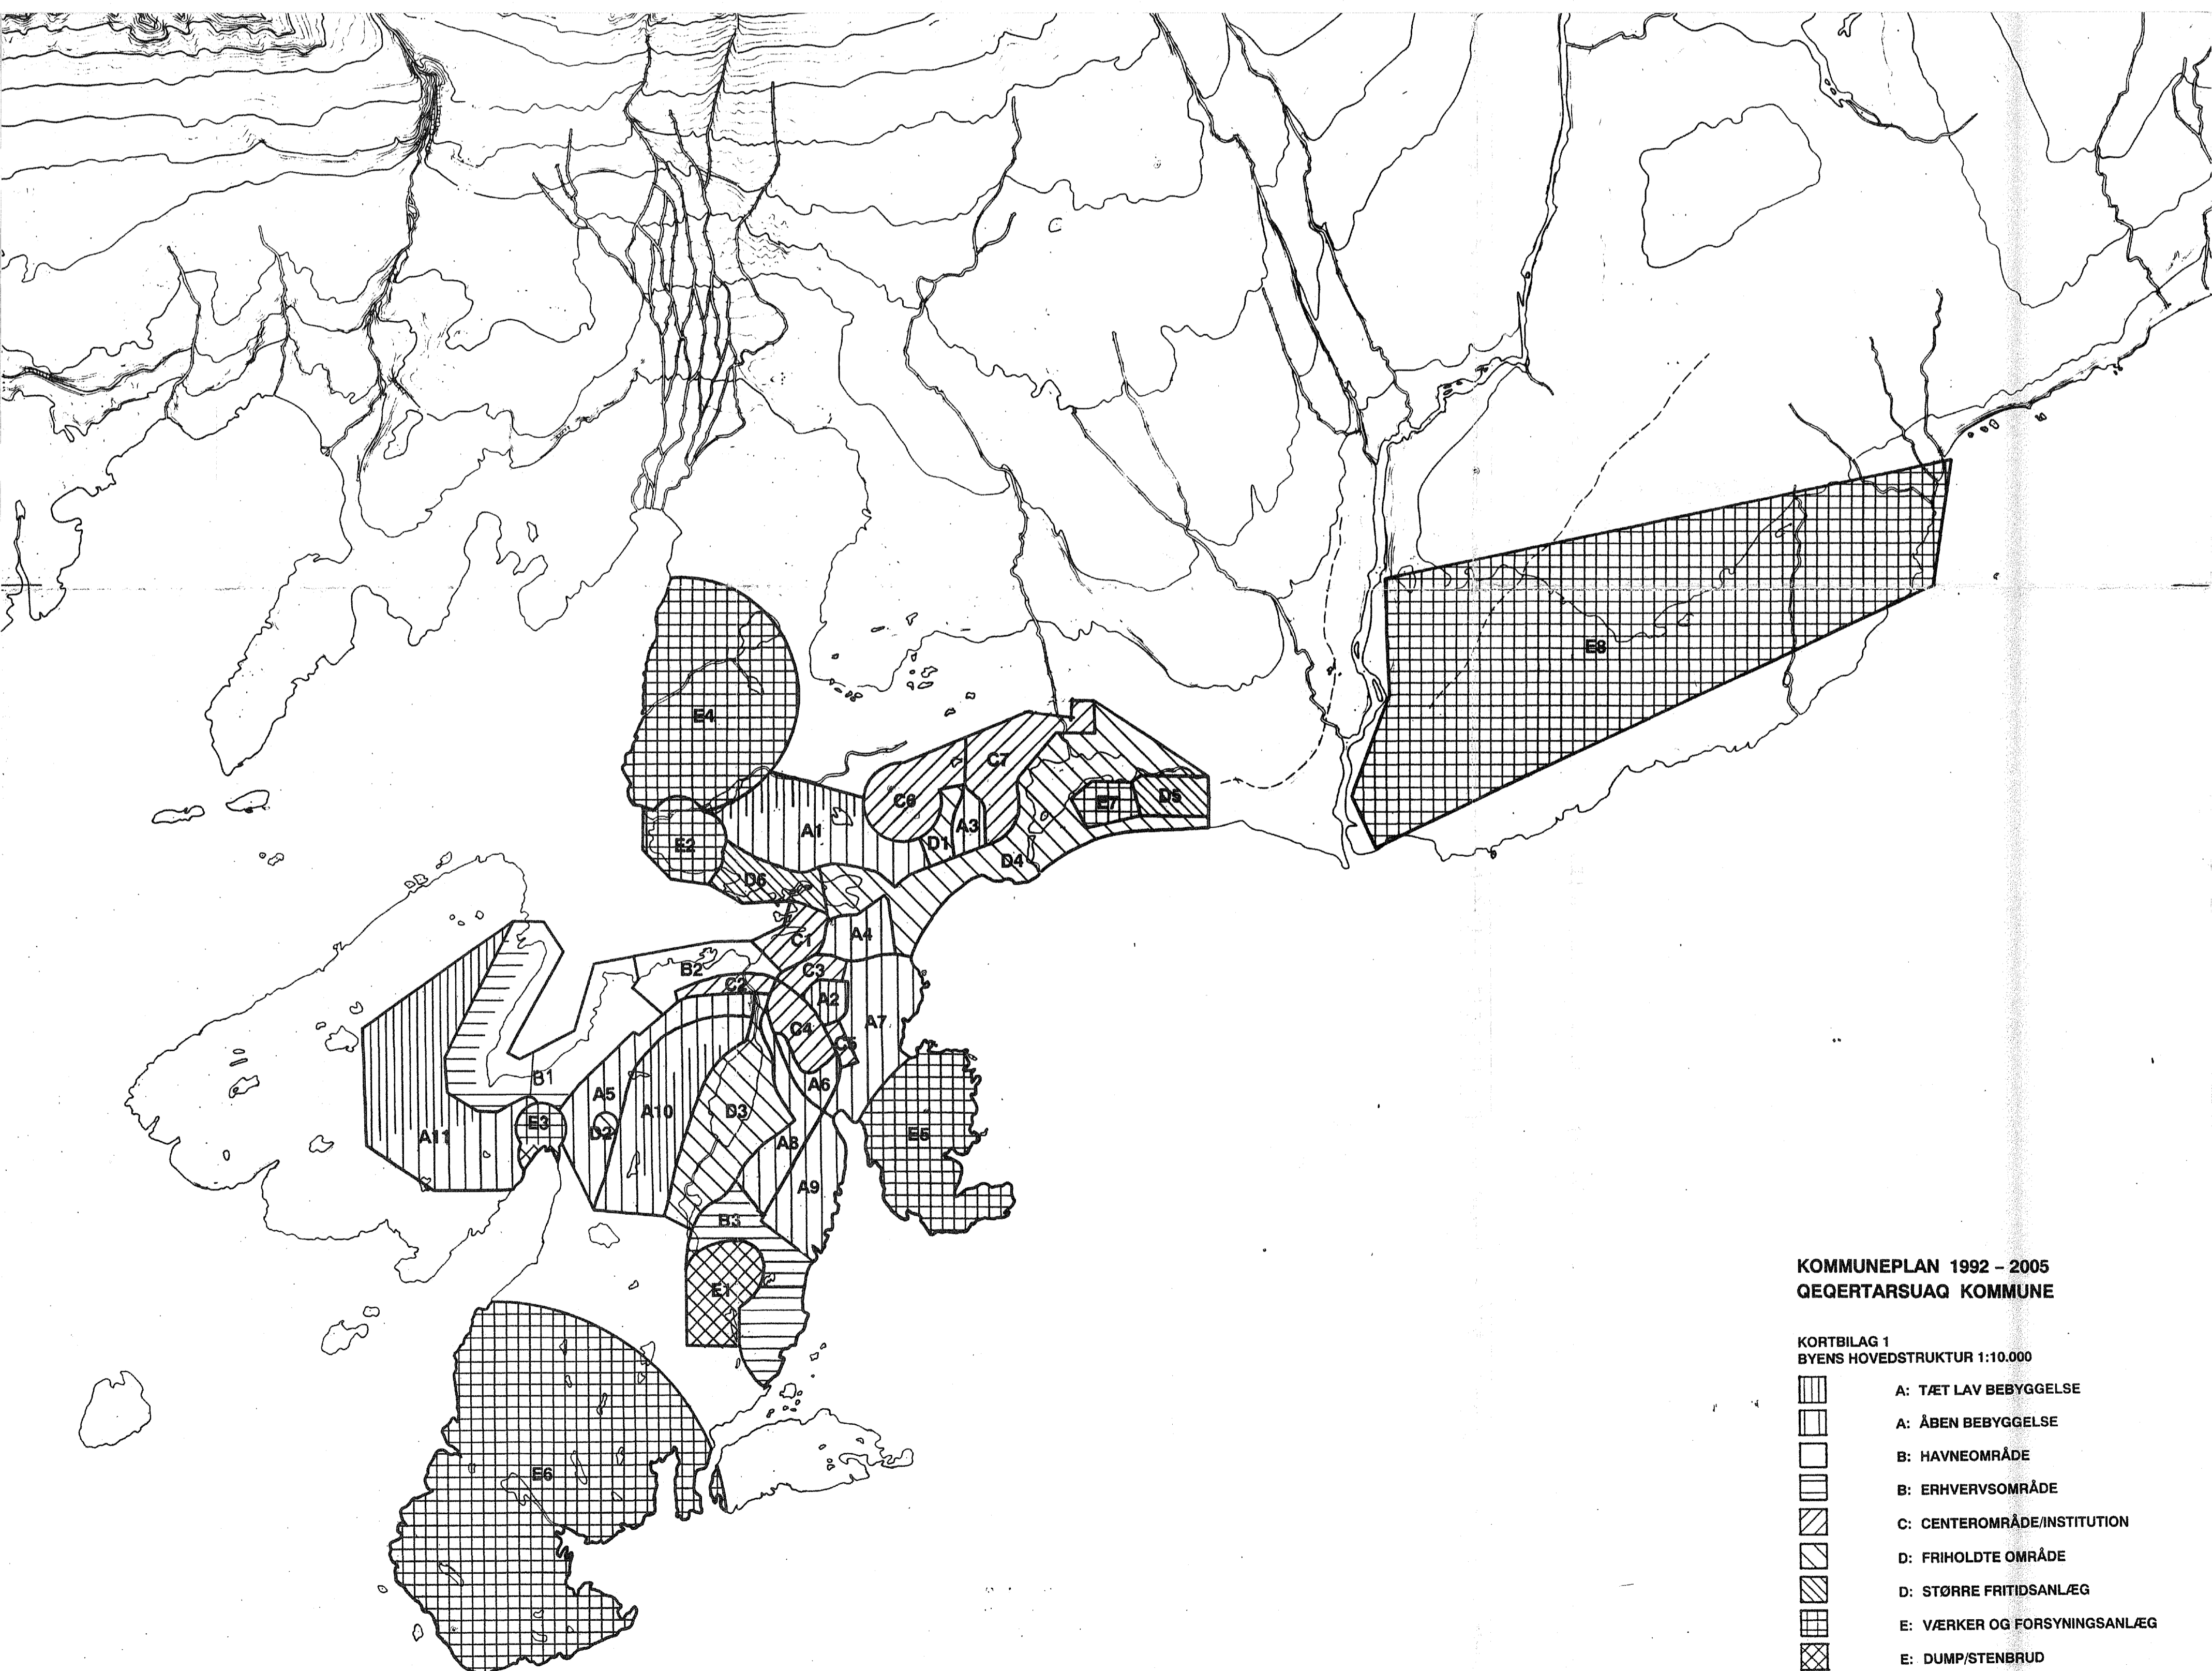 E4
E8
C7
C6
E7
D5
A1
A3
E2
D1
D4
D6
C1
A4
B2
C3
C2
A2
A7
C4
C5
B1
A5
A6
A10
D3
E3
D2
E5
A11
A8
A9
B3
E1
E6
KOMMUNEPLAN 1992 – 2005
QEQERTARSUAQ KOMMUNE
KORTBILAG 1
BYENS HOVEDSTRUKTUR 1:10.000
A: TÆT LAV BEBYGGELSE
A: ÅBEN BEBYGGELSE
B: HAVNEOMRÅDE
B: ERHVERVSOMRÅDE
C: CENTEROMRÅDE/INSTITUTION
D: FRIHOLDTE OMRÅDE
D: STØRRE FRITIDSANLÆG
E: VÆRKER OG FORSYNINGSANLÆG
E: DUMP/STENBRUD